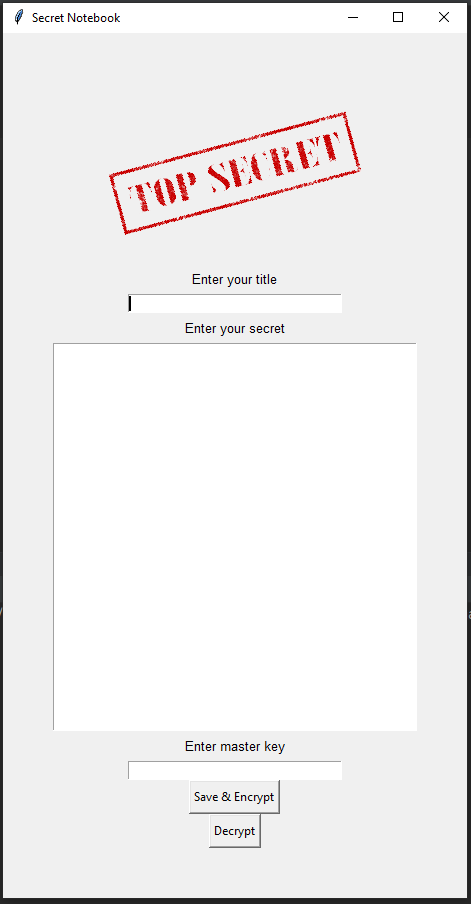 Secret Notebook
TOP SECRET
Enter your title
Enter your secret
Enter master key
Save & Encrypt
Decrypt